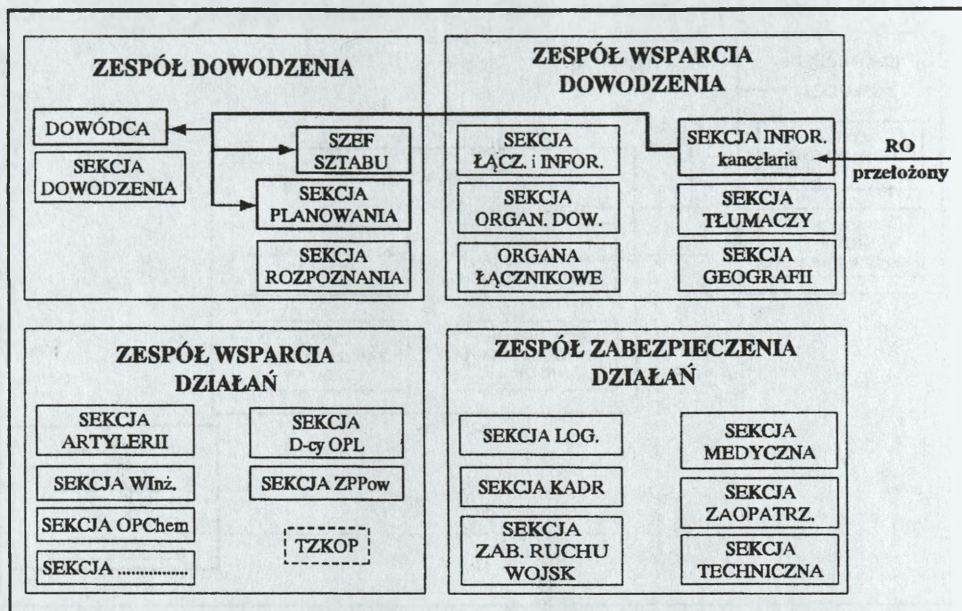 ZESPÓŁ DOWODZENIA
DOWÓDCA
SEKCJA
DOWODZENIA
SZEF
SZTABU
SEKCJA
PLANOWANIA
SEKCJA
ROZPOZNANIA
ZESPÓŁ WSPARCIA
DOWODZENIA
SEKCJA
ŁĄCZ. i INFOR.
SEKCJA
ORGAN. DOW.
ORGANA
ŁĄCZNIKOWE
SEKCJA INFOR.
kancelaria
SEKCJA
TŁUMACZY
SEKCJA
GEOGRAFII
RO
przełożony
ZESPÓŁ WSPARCIA
DZIAŁAŃ
SEKCJA
ARTYLERII
SEKCJA WInż.
SEKCJA OPChem
SEKCJA ..............
SEKCJA
D-cy OPL
SEKCJA ZPPow
TZKOP
ZESPÓŁ ZABEZPIECZENIA
DZIAŁAŃ
SEKCJA LOG.
SEKCJA KADR
SEKCJA
ZAB. RUCHU
WOJSK
SEKCJA
MEDYCZNA
SEKCJA
ZAOPATRZ.
SEKCJA
TECHNICZNA